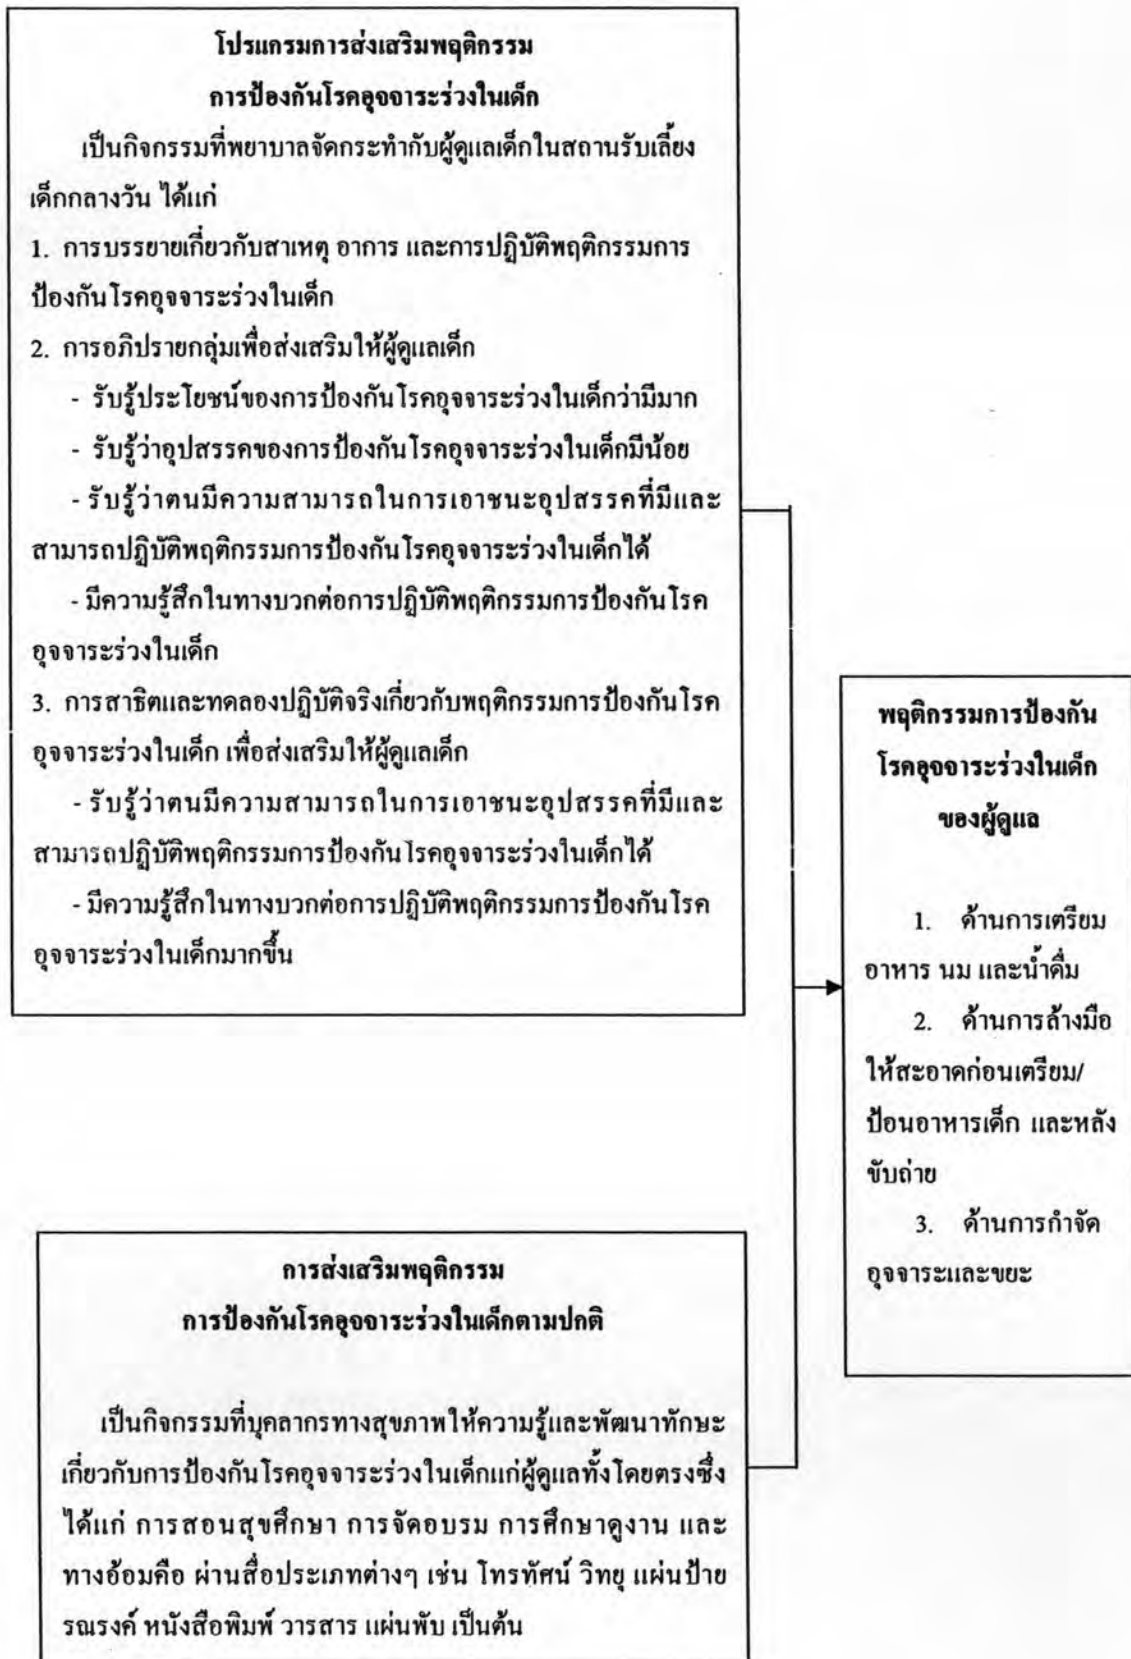 โปรแกรมการส่งเสริมพฤติกรรม
การป้องกันโรคอุจจาระร่วงในเด็ก
เป็นกิจกรรมที่พยาบาลจัดกระทำกับผู้ดูแลเด็กในสถานรับเลี้ยง
เด็กกลางวัน ได้แก่
1. การบรรยายเกี่ยวกับสาเหตุ อาการ และการปฏิบัติพฤติกรรมการ
ป้องกันโรคอุจจาระร่วงในเด็ก
2. การอภิปรายกลุ่มเพื่อส่งเสริมให้ผู้ดูแลเด็ก
- รับรู้ประโยชน์ของการป้องกันโรคอุจจาระร่วงในเด็กว่ามีมาก
- รับรู้ว่าอุปสรรคของการป้องกันโรคอุจจาระร่วงในเด็กมีน้อย
- รับรู้ว่าตนมีความสามารถในการเอาชนะอุปสรรคที่มีและ
สามารถปฏิบัติพฤติกรรมการป้องกันโรคอุจจาระร่วงในเด็กได้
- มีความรู้สึกในทางบวกต่อการปฏิบัติพฤติกรรมการป้องกันโรค
อุจจาระร่วงในเด็ก
3. การสาธิตและทดลองปฏิบัติจริงเกี่ยวกับพฤติกรรมการป้องกันโรค
อุจจาระร่วงในเด็ก เพื่อส่งเสริมให้ผู้ดูแลเด็ก
- รับรู้ว่าตนมีความสามารถในการเอาชนะอุปสรรคที่มีและ
สามารถปฏิบัติพฤติกรรมการป้องกันโรคอุจจาระร่วงในเด็กได้
- มีความรู้สึกในทางบวกต่อการปฏิบัติพฤติกรรมการป้องกันโรค
อุจจาระร่วงในเด็กมากขึ้น
พฤติกรรมการป้องกัน
โรคอุจจาระร่วงในเด็ก
ของผู้ดูแล
1. ด้านการเตรียม
อาหาร นม และน้ำดื่ม
2. ด้านการล้างมือ
ให้สะอาดก่อนเตรียม/
ป้อนอาหารเด็ก และหลัง
ขับถ่าย
3. ด้านการกำจัด
อุจจาระและขยะ
การส่งเสริมพฤติกรรม
การป้องกันโรคอุจจาระร่วงในเด็กตามปกติ
เป็นกิจกรรมที่บุคลากรทางสุขภาพให้ความรู้และพัฒนาทักษะ
เกี่ยวกับการป้องกันโรคอุจจาระร่วงในเด็กแก่ผู้ดูแลทั้งโดยตรงซึ่ง
ได้แก่ การสอนสุขศึกษา การจัดอบรม การศึกษาดูงาน และ
ทางอ้อมคือ ผ่านสื่อประเภทต่างๆ เช่น โทรทัศน์ วิทยุ แผ่นป้าย
รณรงค์ หนังสือพิมพ์ วารสาร แผ่นพับ เป็นต้น